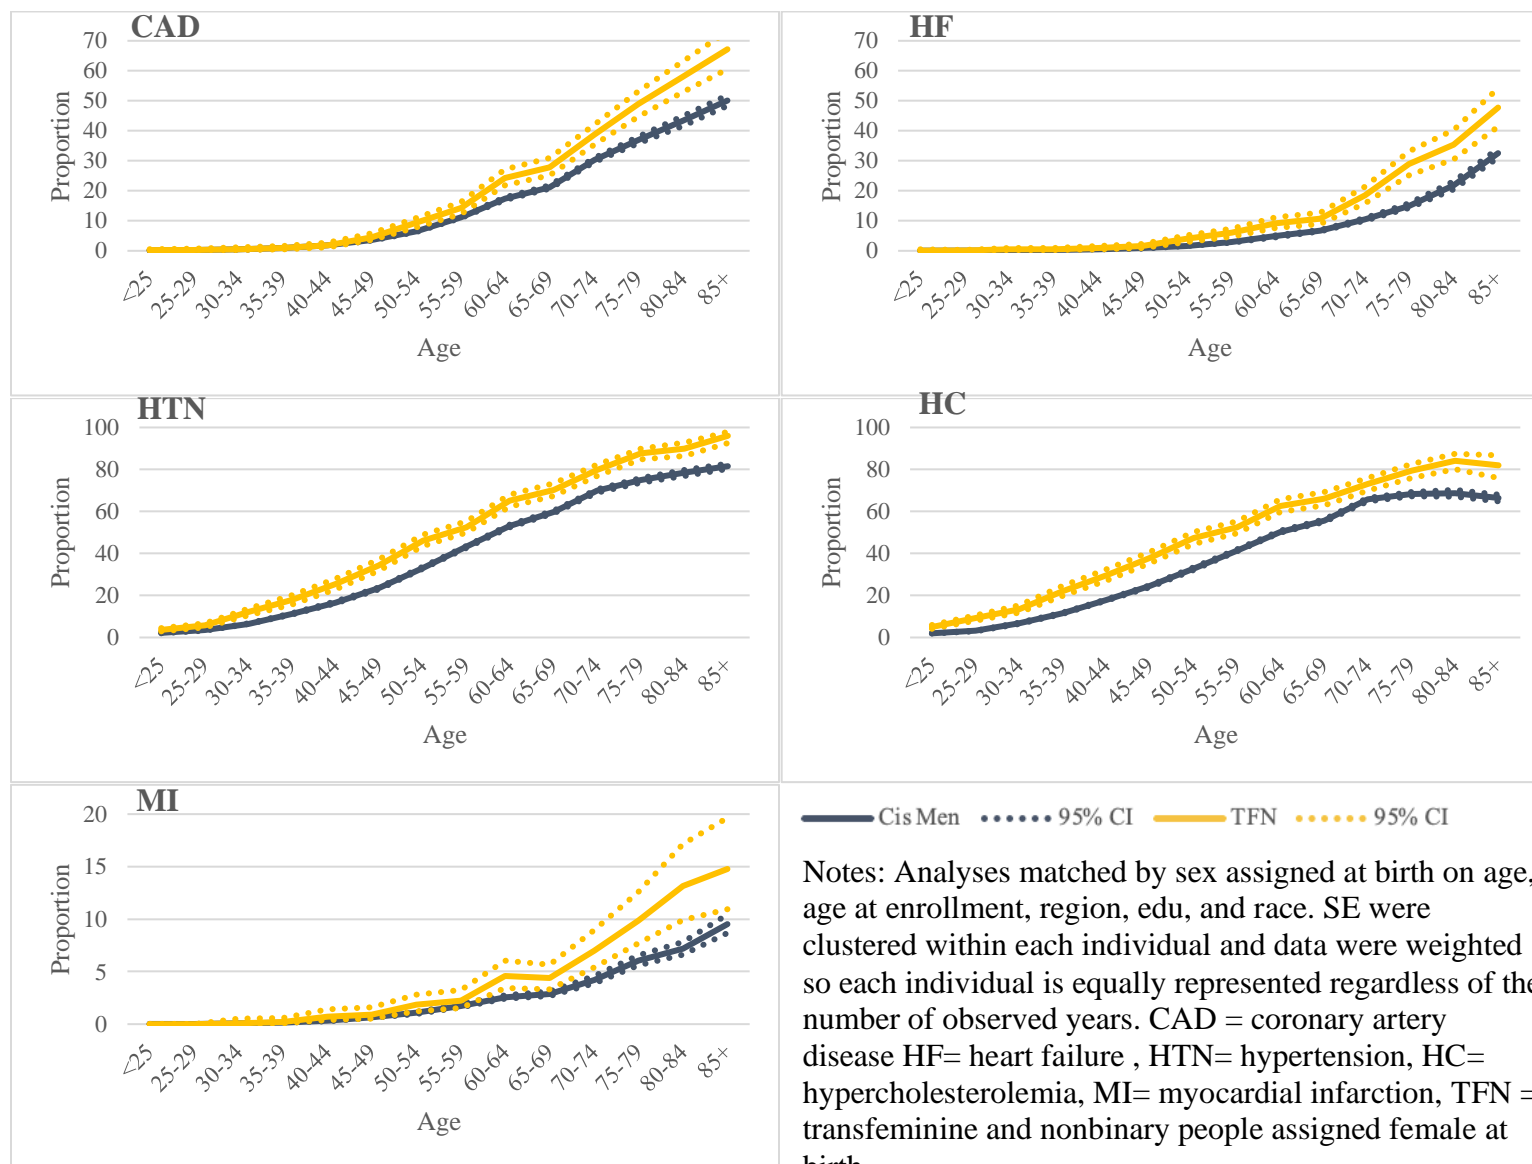 CAD
70
60
50
40
30
20
10
0
Proportion
<25 25-29 30-34 35-39 40-44 45-49 50-54 55-59 60-64 65-69 70-74 75-79 80-84 85+
Age
HF
70
60
50
40
30
20
10
0
Proportion
<25 25-29 30-34 35-39 40-44 45-49 50-54 55-59 60-64 65-69 70-74 75-79 80-84 85+
Age
HTN
100
80
60
40
20
0
Proportion
<25 25-29 30-34 35-39 40-44 45-49 50-54 55-59 60-64 65-69 70-74 75-79 80-84 85+
Age
HC
100
80
60
40
20
0
Proportion
<25 25-29 30-34 35-39 40-44 45-49 50-54 55-59 60-64 65-69 70-74 75-79 80-84 85+
Age
MI
20
15
10
5
0
Proportion
<25 25-29 30-34 35-39 40-44 45-49 50-54 55-59 60-64 65-69 70-74 75-79 80-84 85+
Age
Cis Men 95% CI TFN 95% CI
Notes: Analyses matched by sex assigned at birth on age,
age at enrollment, region, edu, and race. SE were
clustered within each individual and data were weighted
so each individual is equally represented regardless of the
number of observed years. CAD = coronary artery
disease HF= heart failure , HTN= hypertension, HC=
hypercholesterolemia, MI= myocardial infarction, TFN =
transfeminine and nonbinary people assigned female at